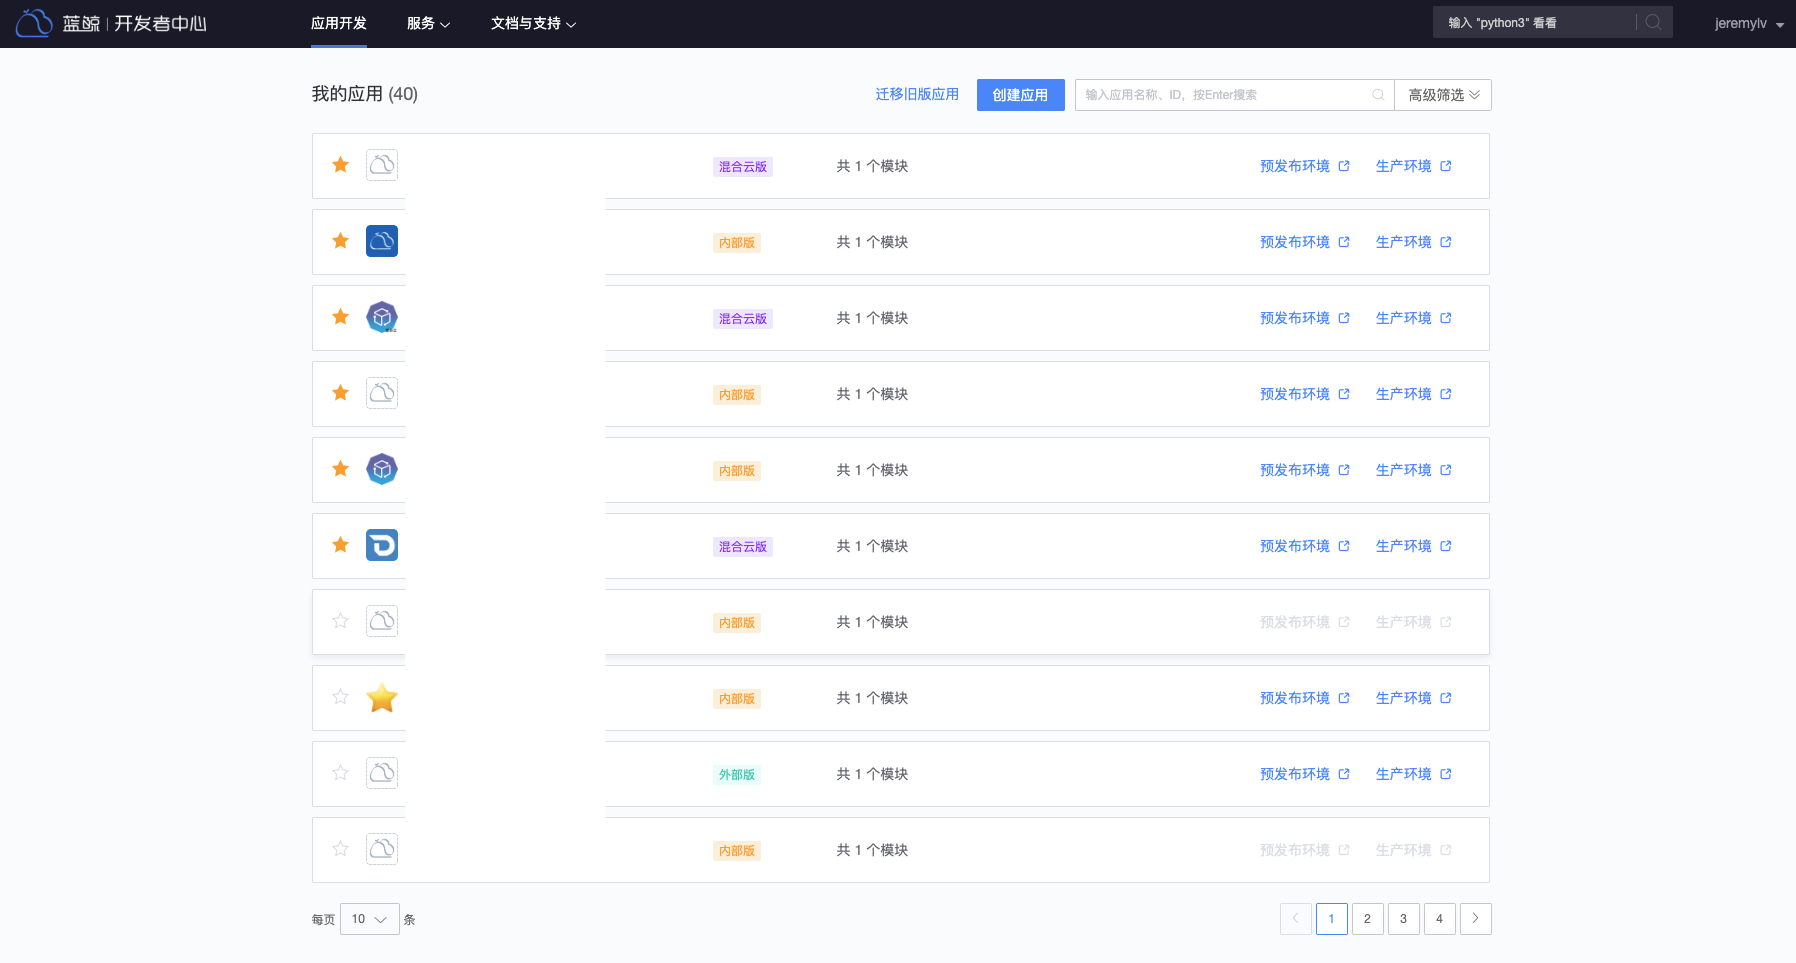 蓝鲸 | 开发者中心 应用开发 服务 文档与支持 输入 "python3" 看看 jeremylv
我的应用 (40) 迁移旧版应用 创建应用 输入应用名称、ID，按Enter搜索 高级筛选
混合云版 共 1 个模块 预发布环境 生产环境
内部版 共 1 个模块 预发布环境 生产环境
混合云版 共 1 个模块 预发布环境 生产环境
内部版 共 1 个模块 预发布环境 生产环境
内部版 共 1 个模块 预发布环境 生产环境
混合云版 共 1 个模块 预发布环境 生产环境
内部版 共 1 个模块 预发布环境 生产环境
内部版 共 1 个模块 预发布环境 生产环境
外部版 共 1 个模块 预发布环境 生产环境
内部版 共 1 个模块 预发布环境 生产环境
每页 10 条 1 2 3 4